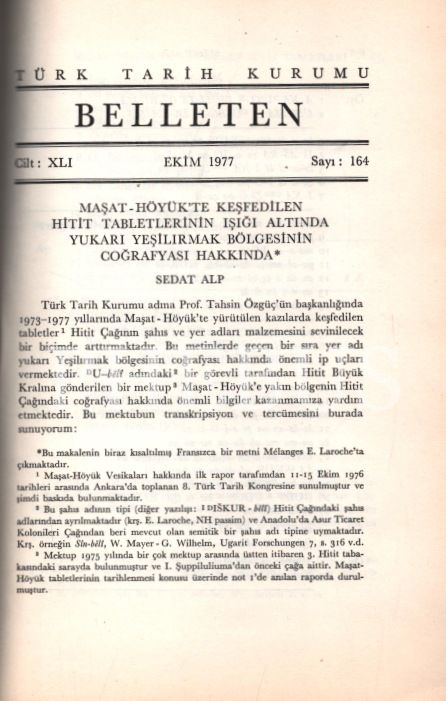 TÜRK TARİH KURUMU
BELLETEN
Cilt : XLI EKİM 1977 Sayı : 164
MAŞAT-HÖYÜK'TE KEŞFEDİLEN
HİTİT TABLETLERİNİN IŞIĞI ALTINDA
YUKARI YEŞİLIRMAK BÖLGESİNİN
COĞRAFYASI HAKKINDA*
SEDAT ALP
Türk Tarih Kurumu adına Prof. Tahsin Özgüç'ün başkanlığında
1973-1977 yıllarında Maşat-Höyük'te yürütülen kazılarda keşfedilen
tabletler¹ Hitit Çağının şahıs ve yer adları malzemesini sevinilecek
bir biçimde arttırmaktadır. Bu metinlerde geçen bir sıra yer adı
yukarı Yeşilırmak bölgesinin coğrafyası hakkında önemli ip uçları
vermektedir. ᴰU-bêlî adındaki² bir görevli tarafından Hitit Büyük
Kralına gönderilen bir mektup³ Maşat-Höyük'e yakın bölgenin Hitit
Çağındaki coğrafyası hakkında önemli bilgiler kazanmamıza yardım
etmektedir. Bu mektubun transkripsiyon ve tercümesini burada
sunuyorum :
*Bu makalenin biraz kısaltılmış Fransızca bir metni Mélanges E. Laroche'ta
çıkmaktadır.
¹ Maşat-Höyük Vesikaları hakkında ilk rapor tarafımdan 11-15 Ekim 1976
tarihleri arasında Ankara'da toplanan 8. Türk Tarih Kongresine sunulmuştur ve
şimdi baskıda bulunmaktadır.
² Bu şahıs adının tipi (diğer yazılışı: I DIŠKUR-bêlî) Hitit Çağındaki şahıs
adlarından ayrılmaktadır (krş. E. Laroche, NH passim) ve Anadolu'da Asur Ticaret
Kolonileri Çağından beri mevcut olan semitik bir şahıs adı tipine uymaktadır.
Krş. örneğin Sîn-bêlî, W. Mayer - G. Wilhelm, Ugarit Forschungen 7, s. 316 v.d.
³ Mektup 1975 yılında bir çok mektup arasında üstten itibaren 3. Hitit taba-
kasındaki sarayda bulunmuştur ve I. Šuppiluliuma'dan önceki çağa aittir. Maşat-
Höyük tabletlerinin tarihlenmesi konusu üzerinde not 1'de anılan raporda durul-
muştur.